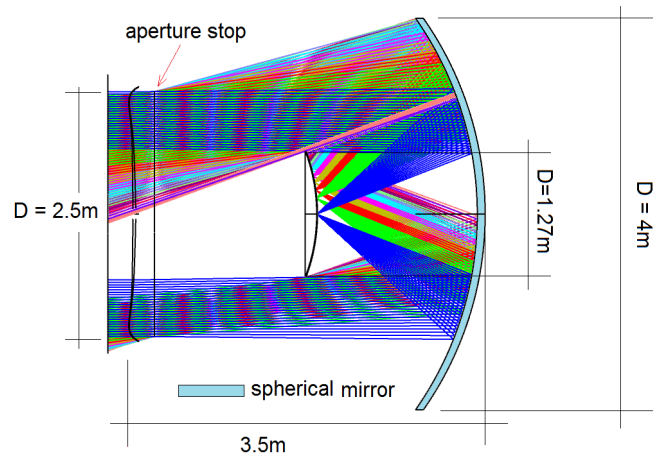 aperture stop
D = 2.5m
D=1.27m
D = 4m
spherical mirror
3.5m